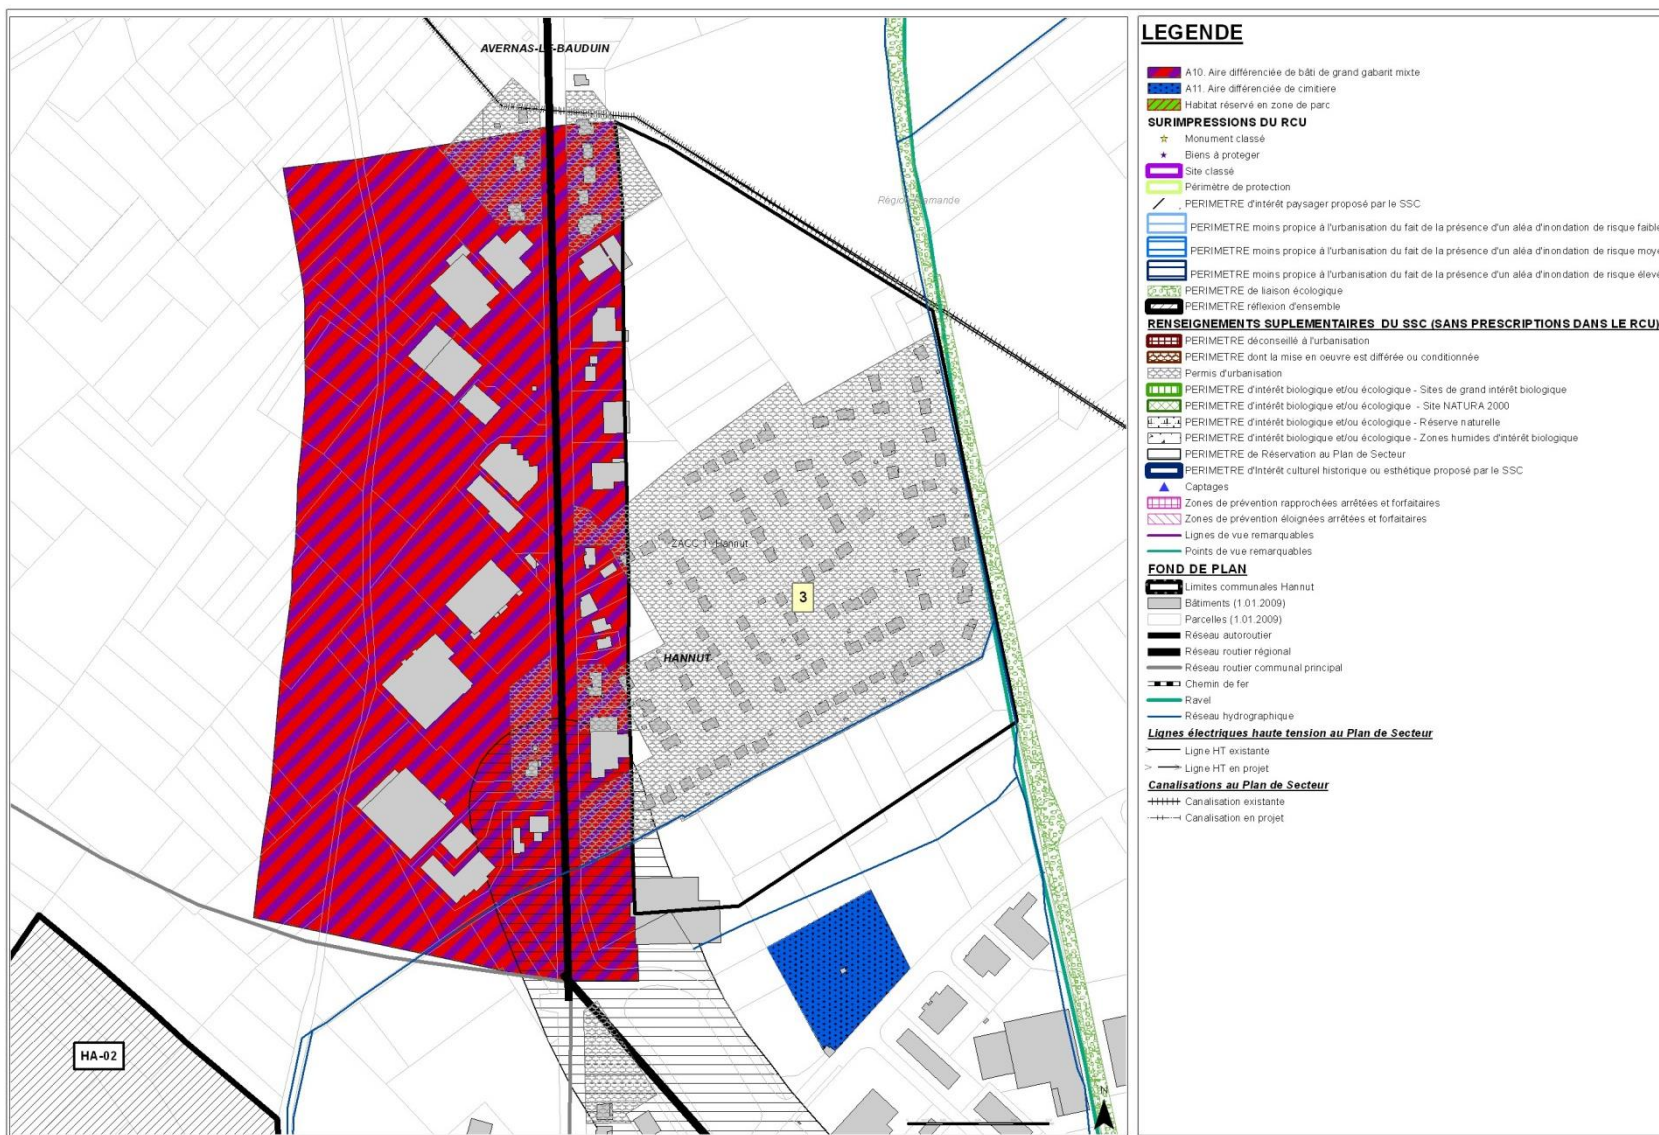 AVERNAS-LE-BAUDUIN
ZACC 1 - Hannut
3
HANNUT
HA-02
N
LEGENDE
A10. Aire différenciée de bâti de grand gabarit mixte
A11. Aire différenciée de cimitiere
Habitat réservé en zone de parc
SURIMPRESSIONS DU RCU
Monument classé
Biens à proteger
Site classé
Périmètre de protection
PERIMETRE d'intérêt paysager proposé par le SSC
PERIMETRE moins propice à l'urbanisation du fait de la présence d'un aléa d'inondation de risque faible
PERIMETRE moins propice à l'urbanisation du fait de la présence d'un aléa d'inondation de risque moye
PERIMETRE moins propice à l'urbanisation du fait de la présence d'un aléa d'inondation de risque élevé
PERIMETRE de liaison écologique
PERIMETRE réflexion d'ensemble
RENSEIGNEMENTS SUPLEMENTAIRES DU SSC (SANS PRESCRIPTIONS DANS LE RCU)
PERIMETRE déconseillé à l'urbanisation
PERIMETRE dont la mise en oeuvre est différée ou conditionnée
Permis d'urbanisation
PERIMETRE d'intérêt biologique et/ou écologique - Sites de grand intérêt biologique
PERIMETRE d'intérêt biologique et/ou écologique - Site NATURA 2000
PERIMETRE d'intérêt biologique et/ou écologique - Réserve naturelle
PERIMETRE d'intérêt biologique et/ou écologique - Zones humides d'intérêt biologique
PERIMETRE de Réservation au Plan de Secteur
PERIMETRE d'Intérêt culturel historique ou esthétique proposé par le SSC
Captages
Zones de prévention rapprochées arrêtées et forfaitaires
Zones de prévention éloignées arrêtées et forfaitaires
Lignes de vue remarquables
Points de vue remarquables
FOND DE PLAN
Limites communales Hannut
Bâtiments (1.01.2009)
Parcelles (1.01.2009)
Réseau autoroutier
Réseau routier régional
Réseau routier communal principal
Chemin de fer
Ravel
Réseau hydrographique
Lignes électriques haute tension au Plan de Secteur
Ligne HT existante
Ligne HT en projet
Canalisations au Plan de Secteur
Canalisation existante
Canalisation en projet